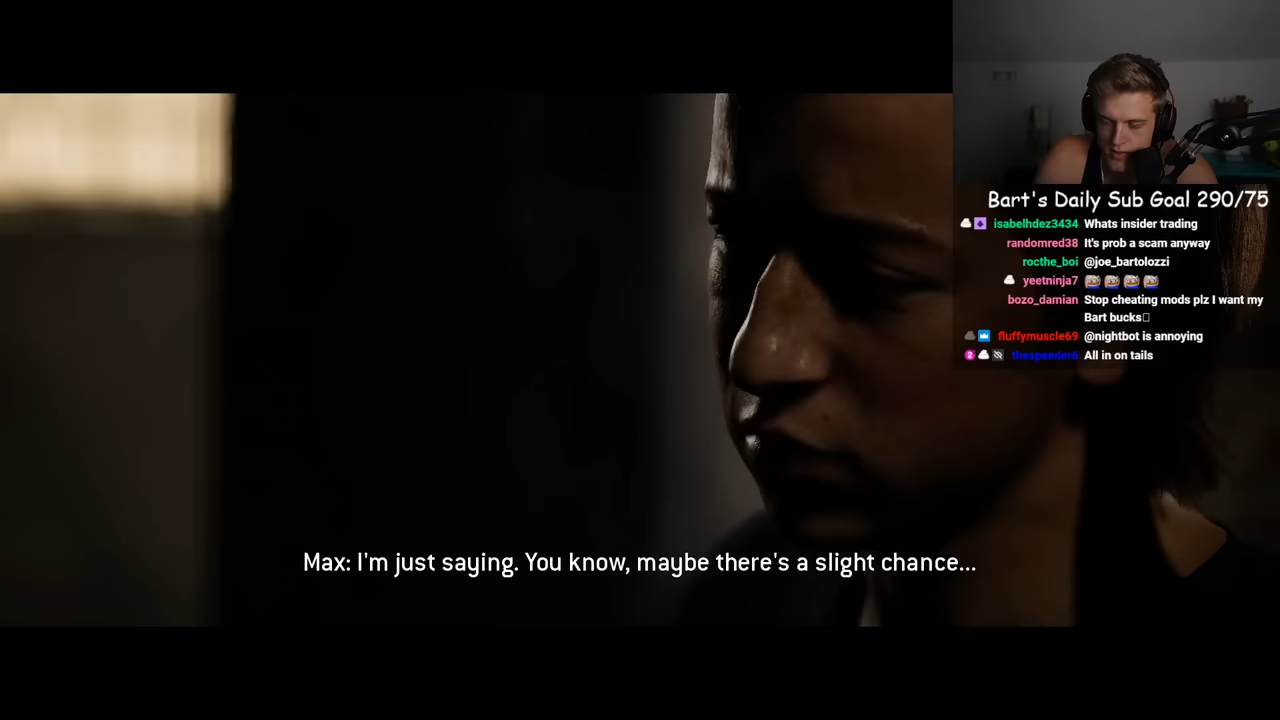 Bart's Daily Sub Goal 290/75
isabelhdez3434 Whats insider trading
randomred38 It's prob a scam anyway
rocthe_boi @joe_bartolozzi
yeetninja7
bozo_damian Stop cheating mods plz I want my
Bart bucks
fluffymuscle69 @nightbot is annoying
2 thespeeder6 All in on tails
Max: I'm just saying. You know, maybe there's a slight chance...